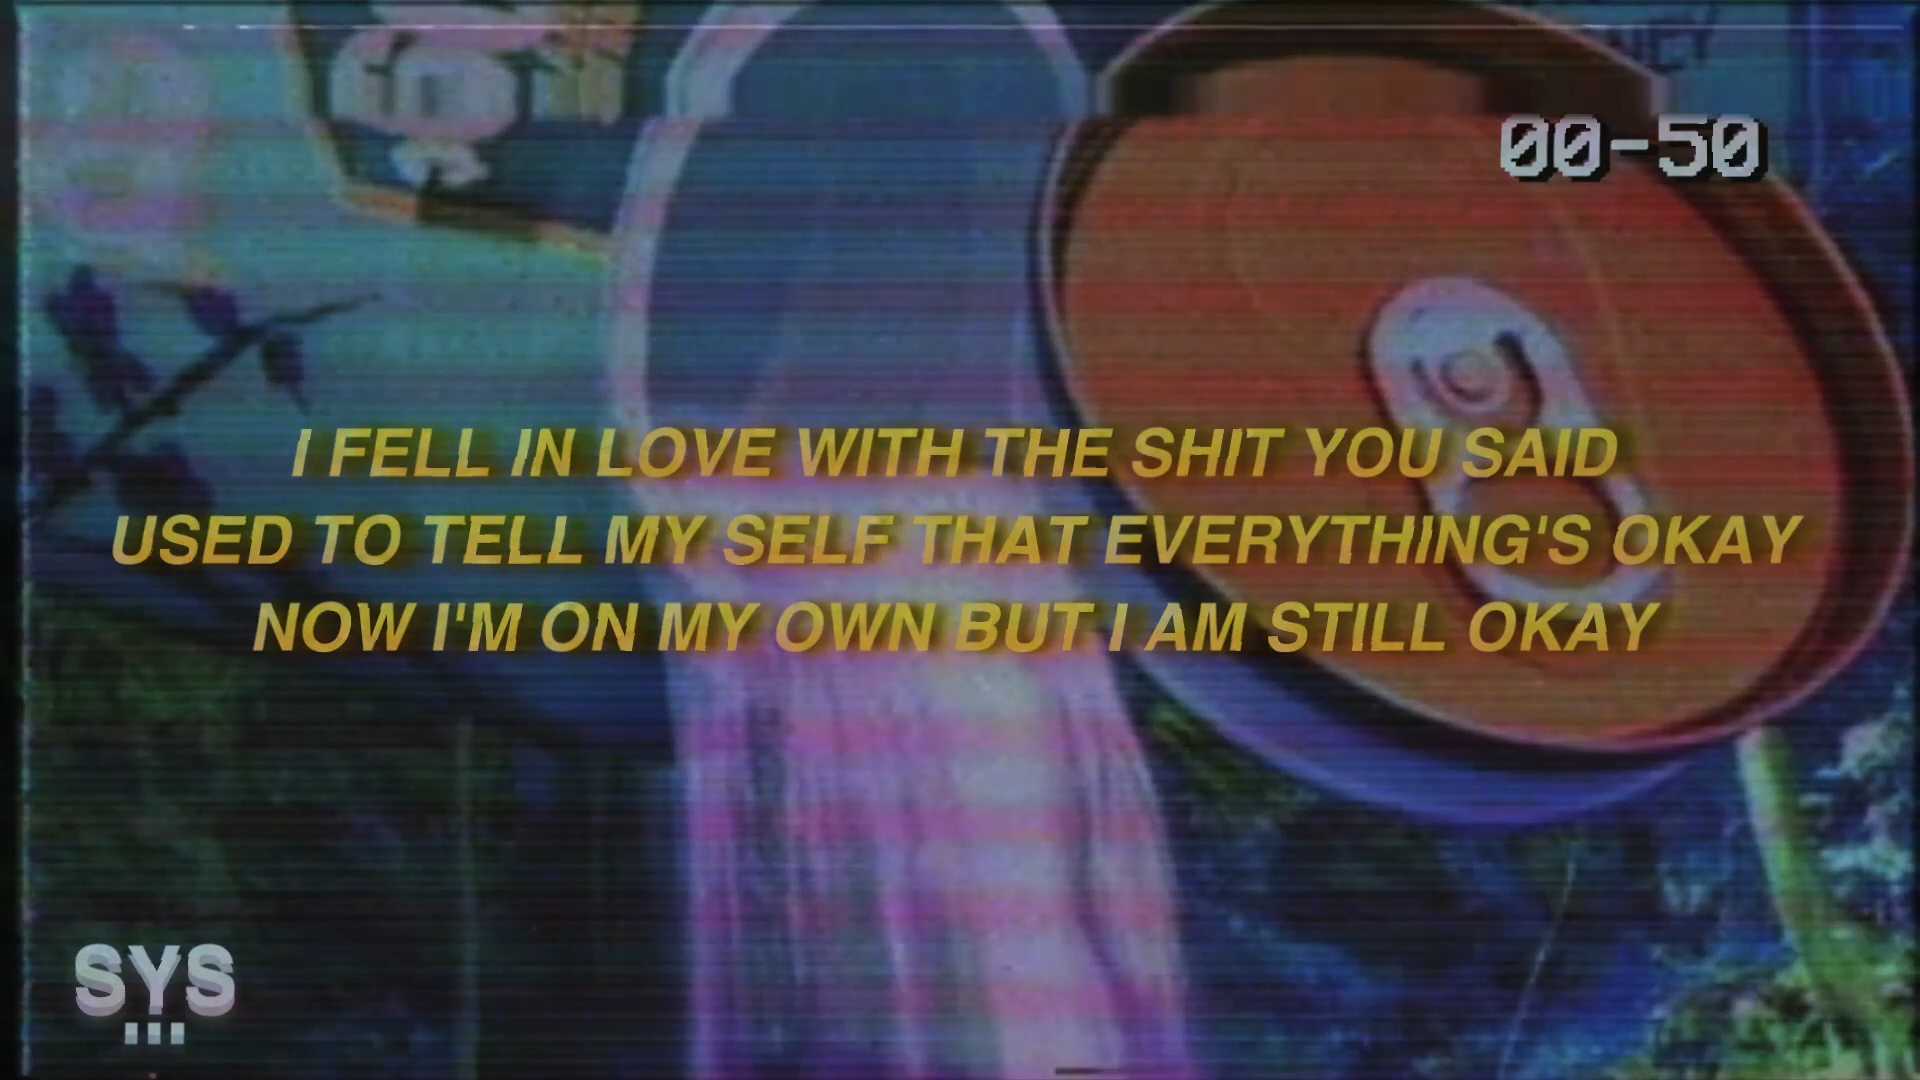 00-50
I FELL IN LOVE WITH THE SHIT YOU SAID
USED TO TELL MY SELF THAT EVERYTHING'S OKAY
NOW I'M ON MY OWN BUT I AM STILL OKAY
SYS